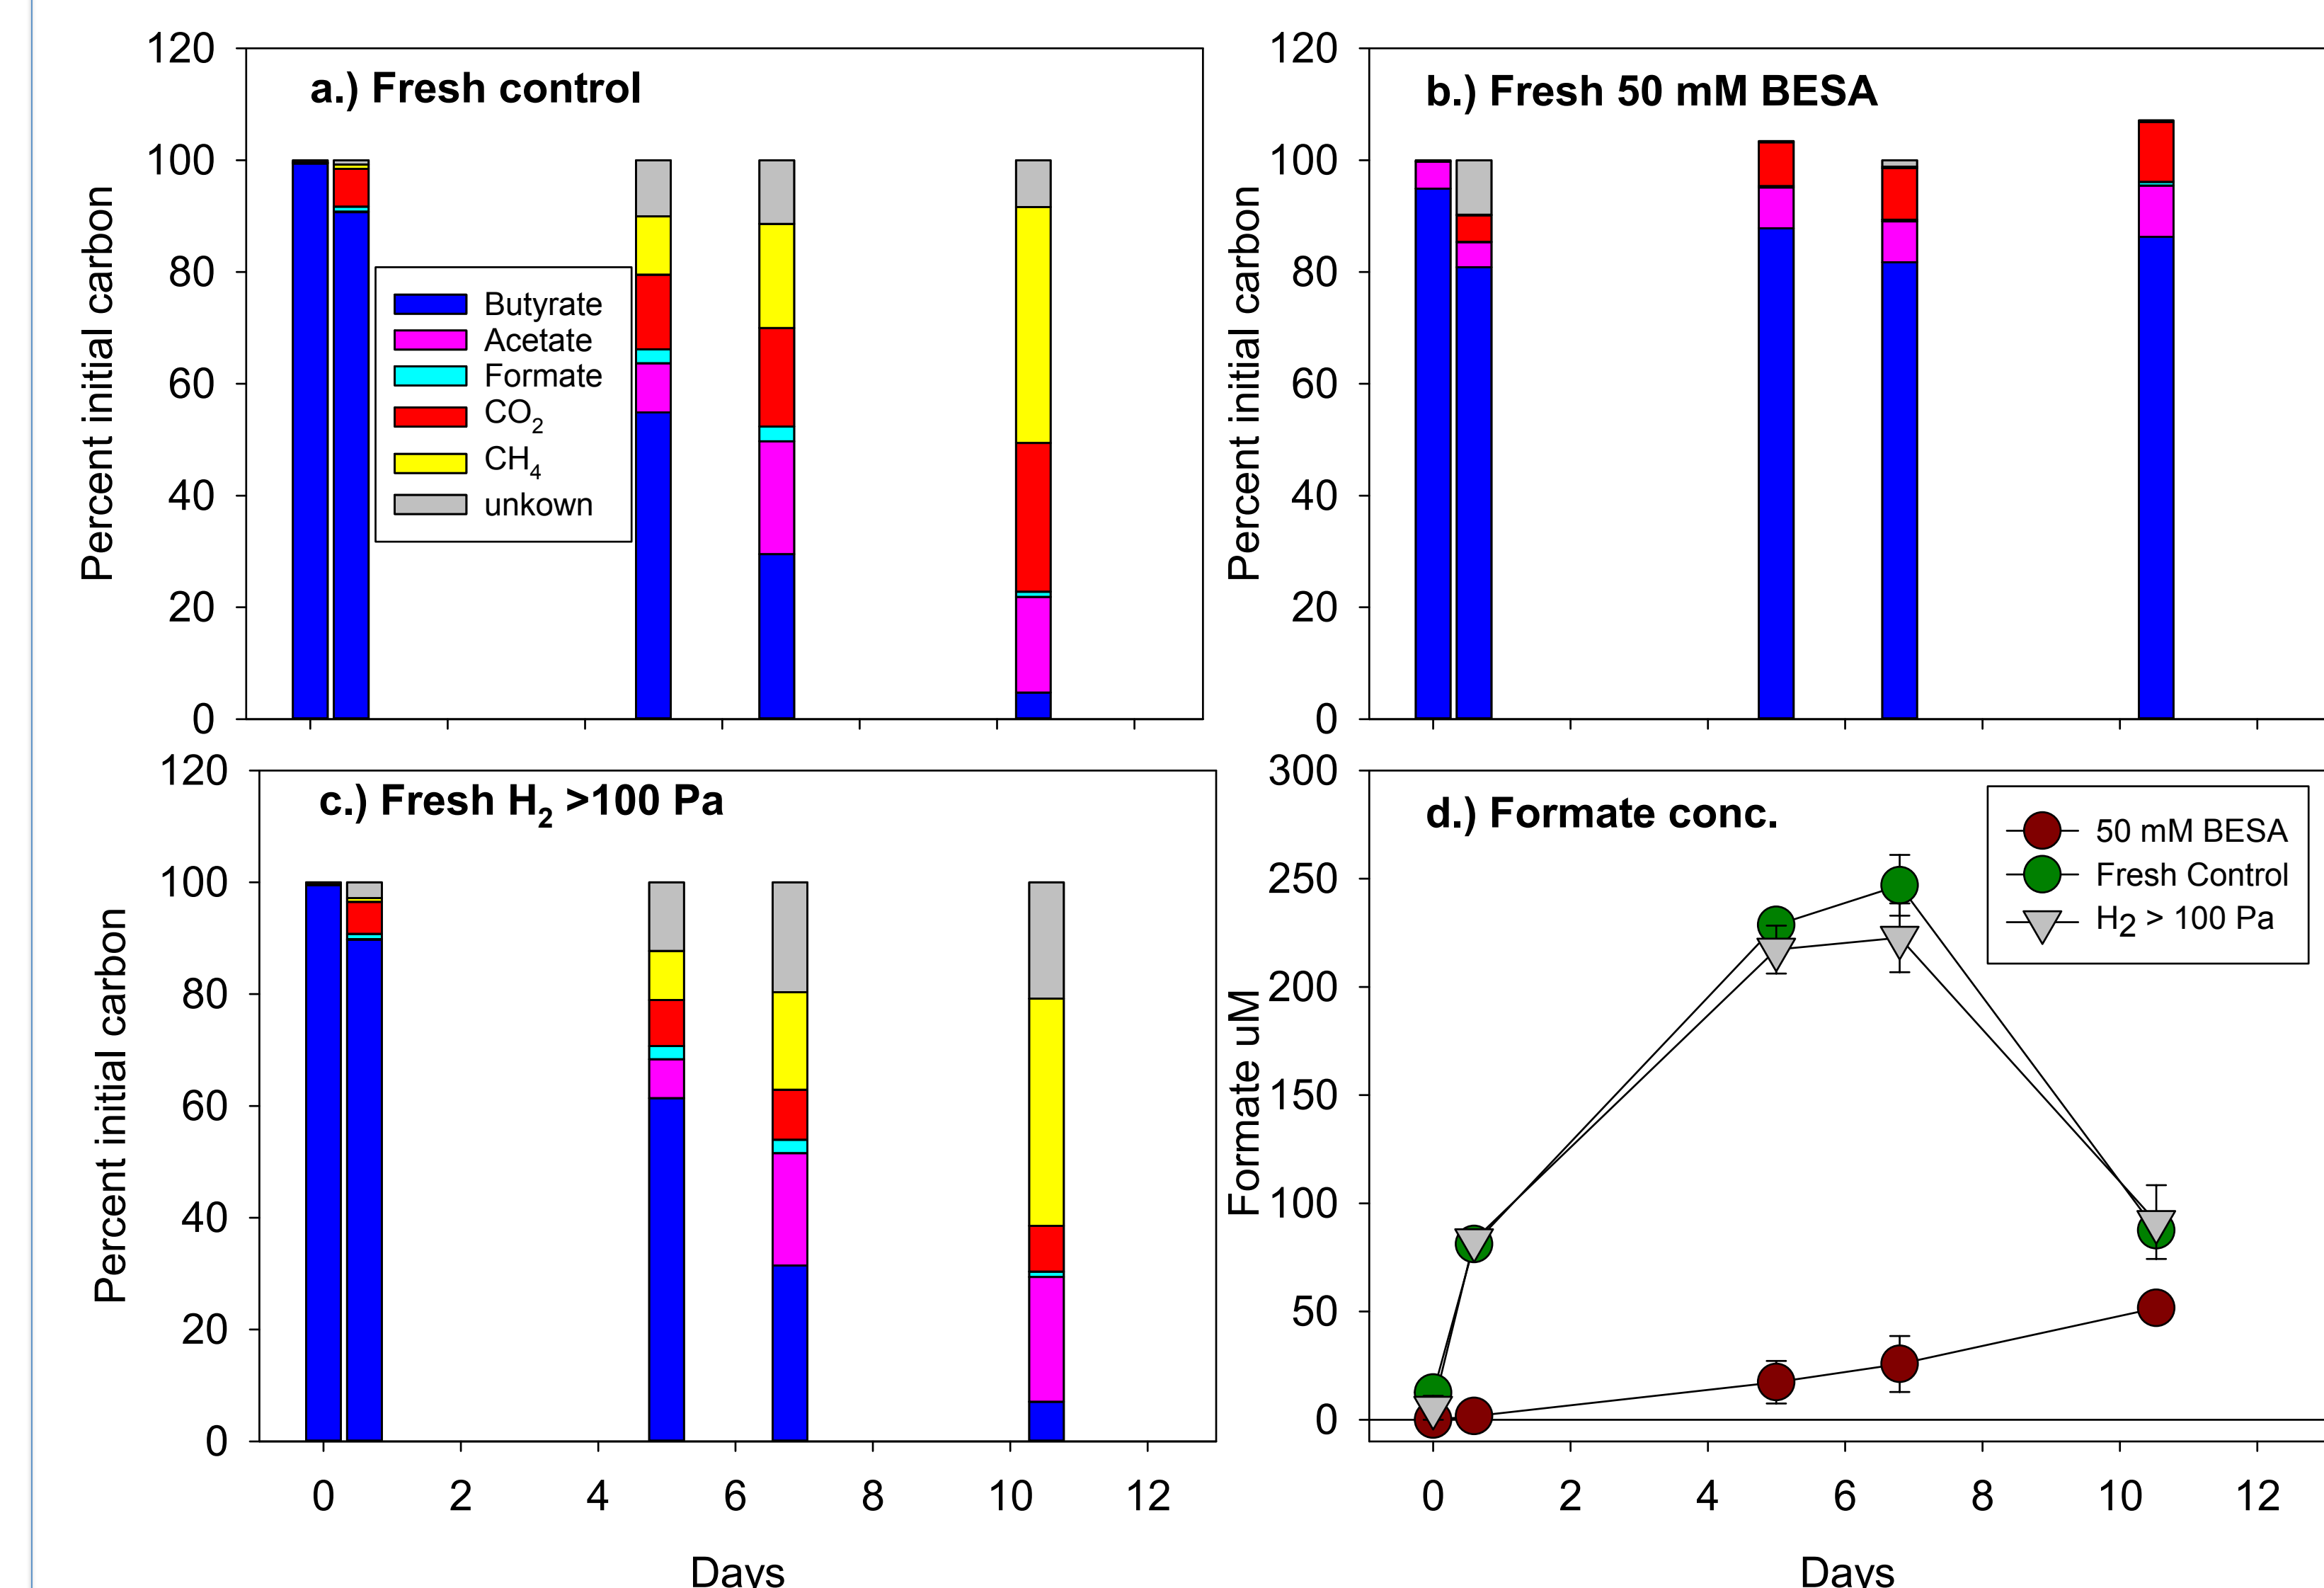 a.) Fresh control
120
100
80
60
40
20
0
Percent initial carbon
Butyrate
Acetate
Formate
CO2
CH4
unkown
b.) Fresh 50 mM BESA
120
100
80
60
40
20
0
Percent initial carbon
c.) Fresh H2 >100 Pa
120
100
80
60
40
20
0
Percent initial carbon
0 2 4 6 8 10 12
Days
d.) Formate conc.
300
250
200
150
100
50
0
Formate uM
50 mM BESA
Fresh Control
H2 > 100 Pa
0 2 4 6 8 10 12
Days